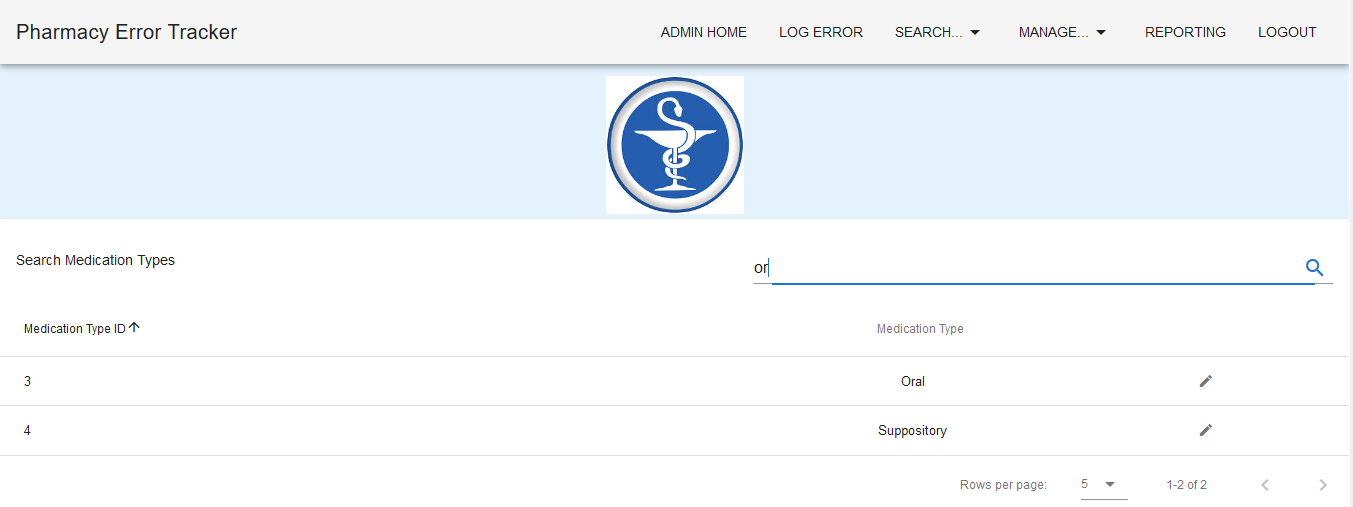 Pharmacy Error Tracker ADMIN HOME LOG ERROR SEARCH... MANAGE... REPORTING LOGOUT
Search Medication Types
or
Medication Type ID Medication Type
3 Oral
4 Suppository
Rows per page: 5 1-2 of 2